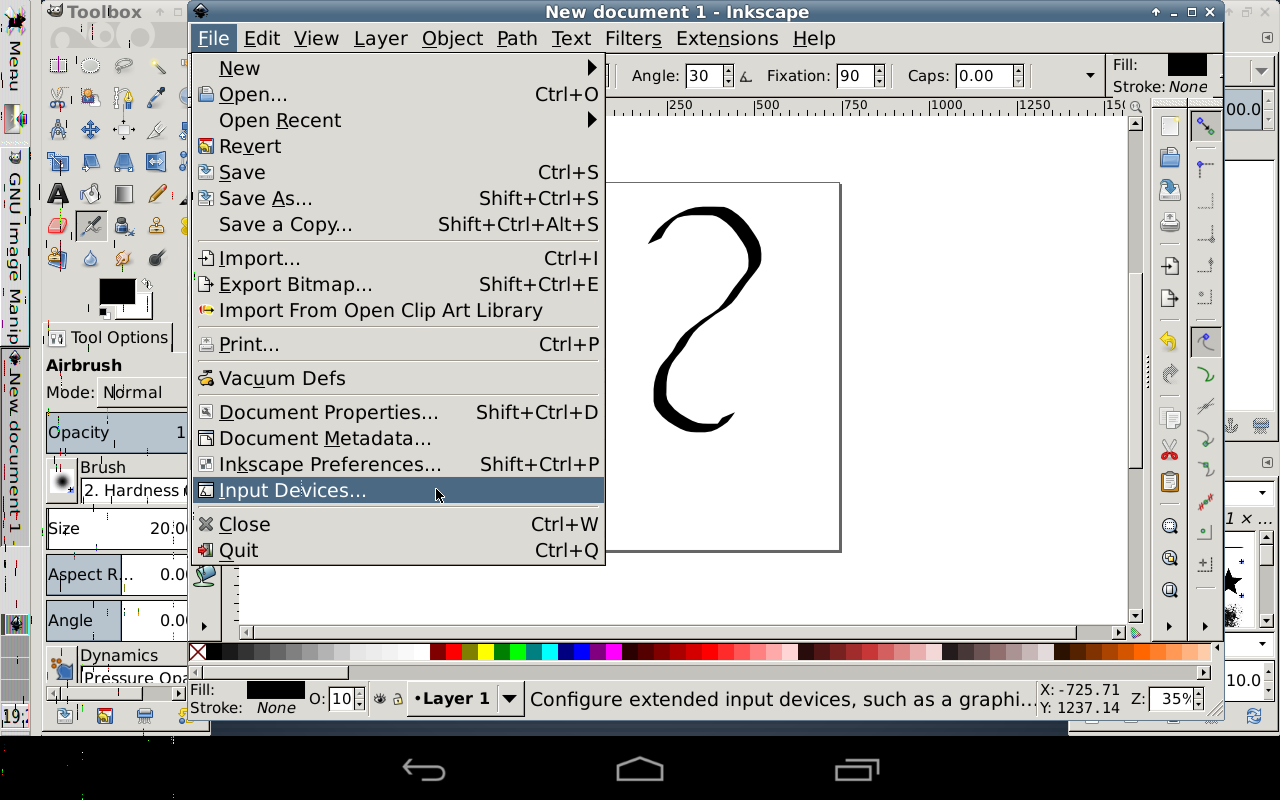 Toolbox
New document 1 - Inkscape
File Edit View Layer Object Path Text Filters Extensions Help
Menu
GNU Image Manip
New document 1
New
Open... Ctrl+O
Open Recent
Revert
Save Ctrl+S
Save As... Shift+Ctrl+S
Save a Copy... Shift+Ctrl+Alt+S
Import... Ctrl+I
Export Bitmap... Shift+Ctrl+E
Import From Open Clip Art Library
Print... Ctrl+P
Vacuum Defs
Document Properties... Shift+Ctrl+D
Document Metadata...
Inkscape Preferences... Shift+Ctrl+P
Input Devices...
Close Ctrl+W
Quit Ctrl+Q
Angle: 30 Fixation: 90 Caps: 0.00
Fill:
Stroke: None
250 500 750 1000 1250
00.0
Tool Options
Airbrush
Mode: Normal
Opacity 1
Brush
2. Hardness
Size 20.0
Aspect R... 0.0
Angle 0.0
Dynamics
Pressure Opa
1 × ...
10.0
Fill:
Stroke: None
O: 10
•Layer 1
Configure extended input devices, such as a graphi...
X: -725.71
Y: 1237.14
Z: 35%